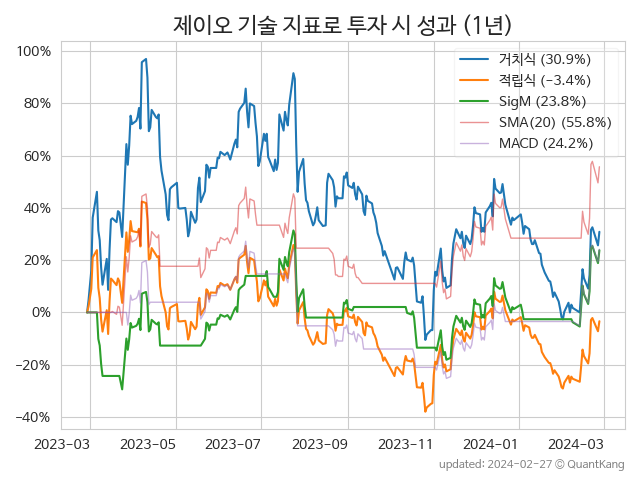 제이오 기술 지표로 투자 시 성과 (1년)
100%
80%
60%
40%
20%
0%
−20%
−40%
거치식 (30.9%)
적립식 (−3.4%)
SigM (23.8%)
SMA(20) (55.8%)
MACD (24.2%)
2023-03
2023-05
2023-07
2023-09
2023-11
2024-01
2024-03
updated: 2024-02-27 ⓒ QuantKang